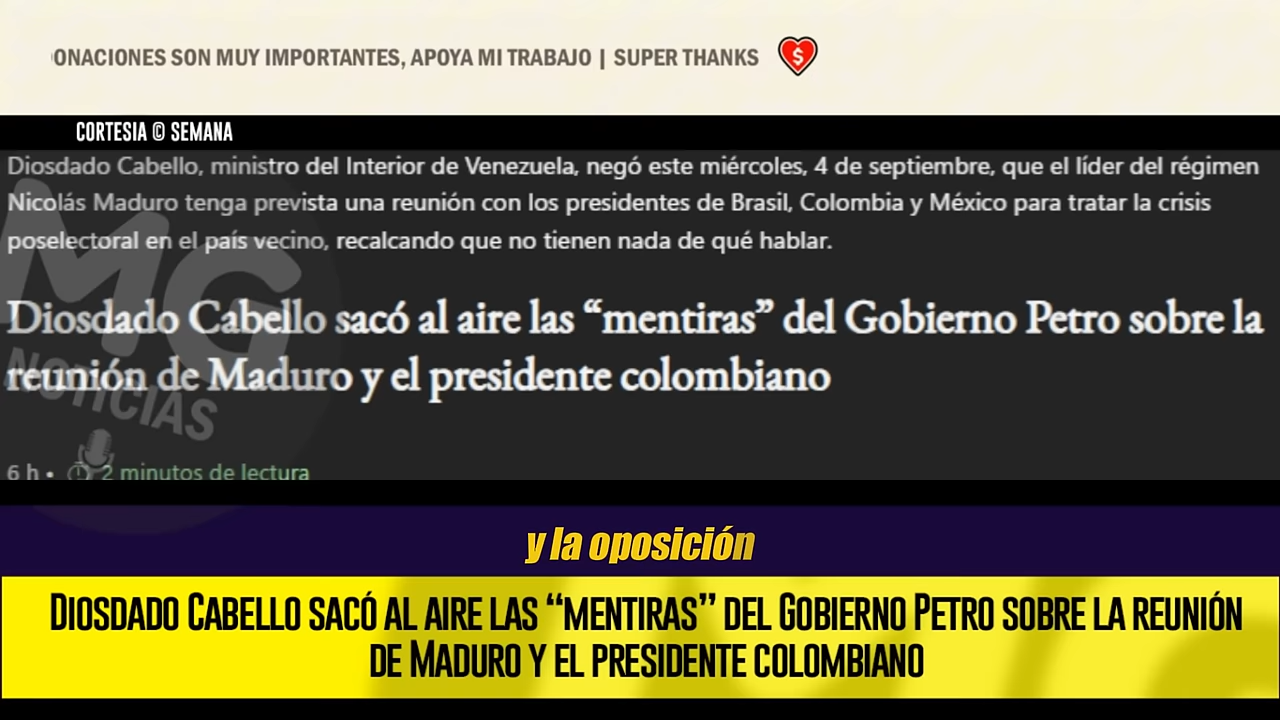 ONACIONES SON MUY IMPORTANTES, APOYA MI TRABAJO | SUPER THANKS
CORTESIA © SEMANA
Diosdado Cabello, ministro del Interior de Venezuela, negó este miércoles, 4 de septiembre, que el líder del régimen
Nicolás Maduro tenga prevista una reunión con los presidentes de Brasil, Colombia y México para tratar la crisis
poselectoral en el país vecino, recalcando que no tienen nada de qué hablar.
Diosdado Cabello sacó al aire las “mentiras” del Gobierno Petro sobre la
reunión de Maduro y el presidente colombiano
MG
NOTICIAS
6 h • 2 minutos de lectura
y la oposición
DIOSDADO CABELLO SACÓ AL AIRE LAS “MENTIRAS” DEL GOBIERNO PETRO SOBRE LA REUNIÓN
DE MADURO Y EL PRESIDENTE COLOMBIANO